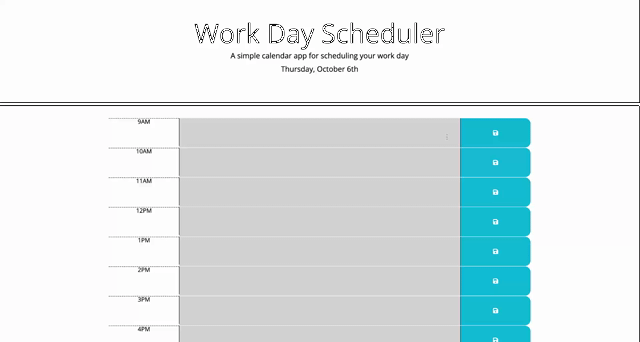 Work Day Scheduler
A simple calendar app for scheduling your work day
Thursday, October 6th
9AM
10AM
11AM
12PM
1PM
2PM
3PM
4PM